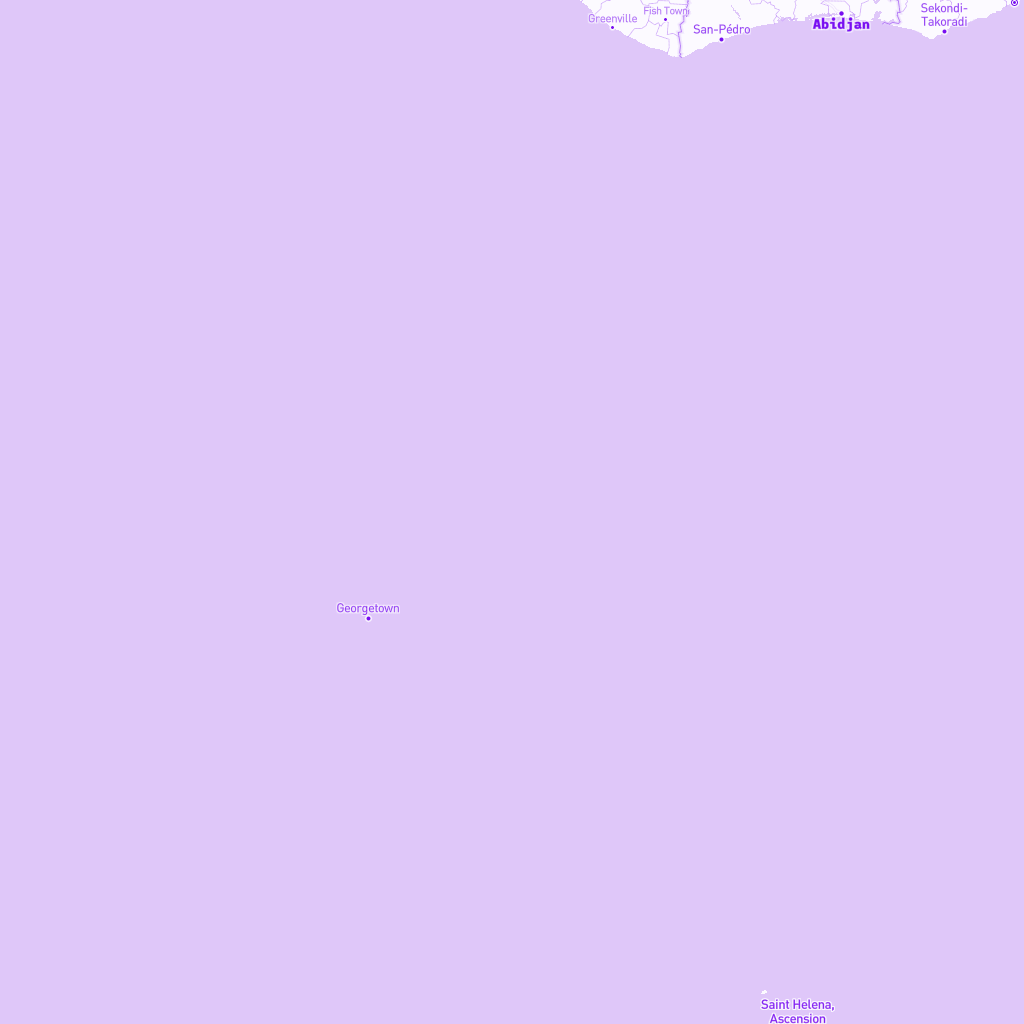 Greenville
Fish Town
San-Pédro
Abidjan
Sekondi-
Takoradi
Georgetown
Saint Helena,
Ascension